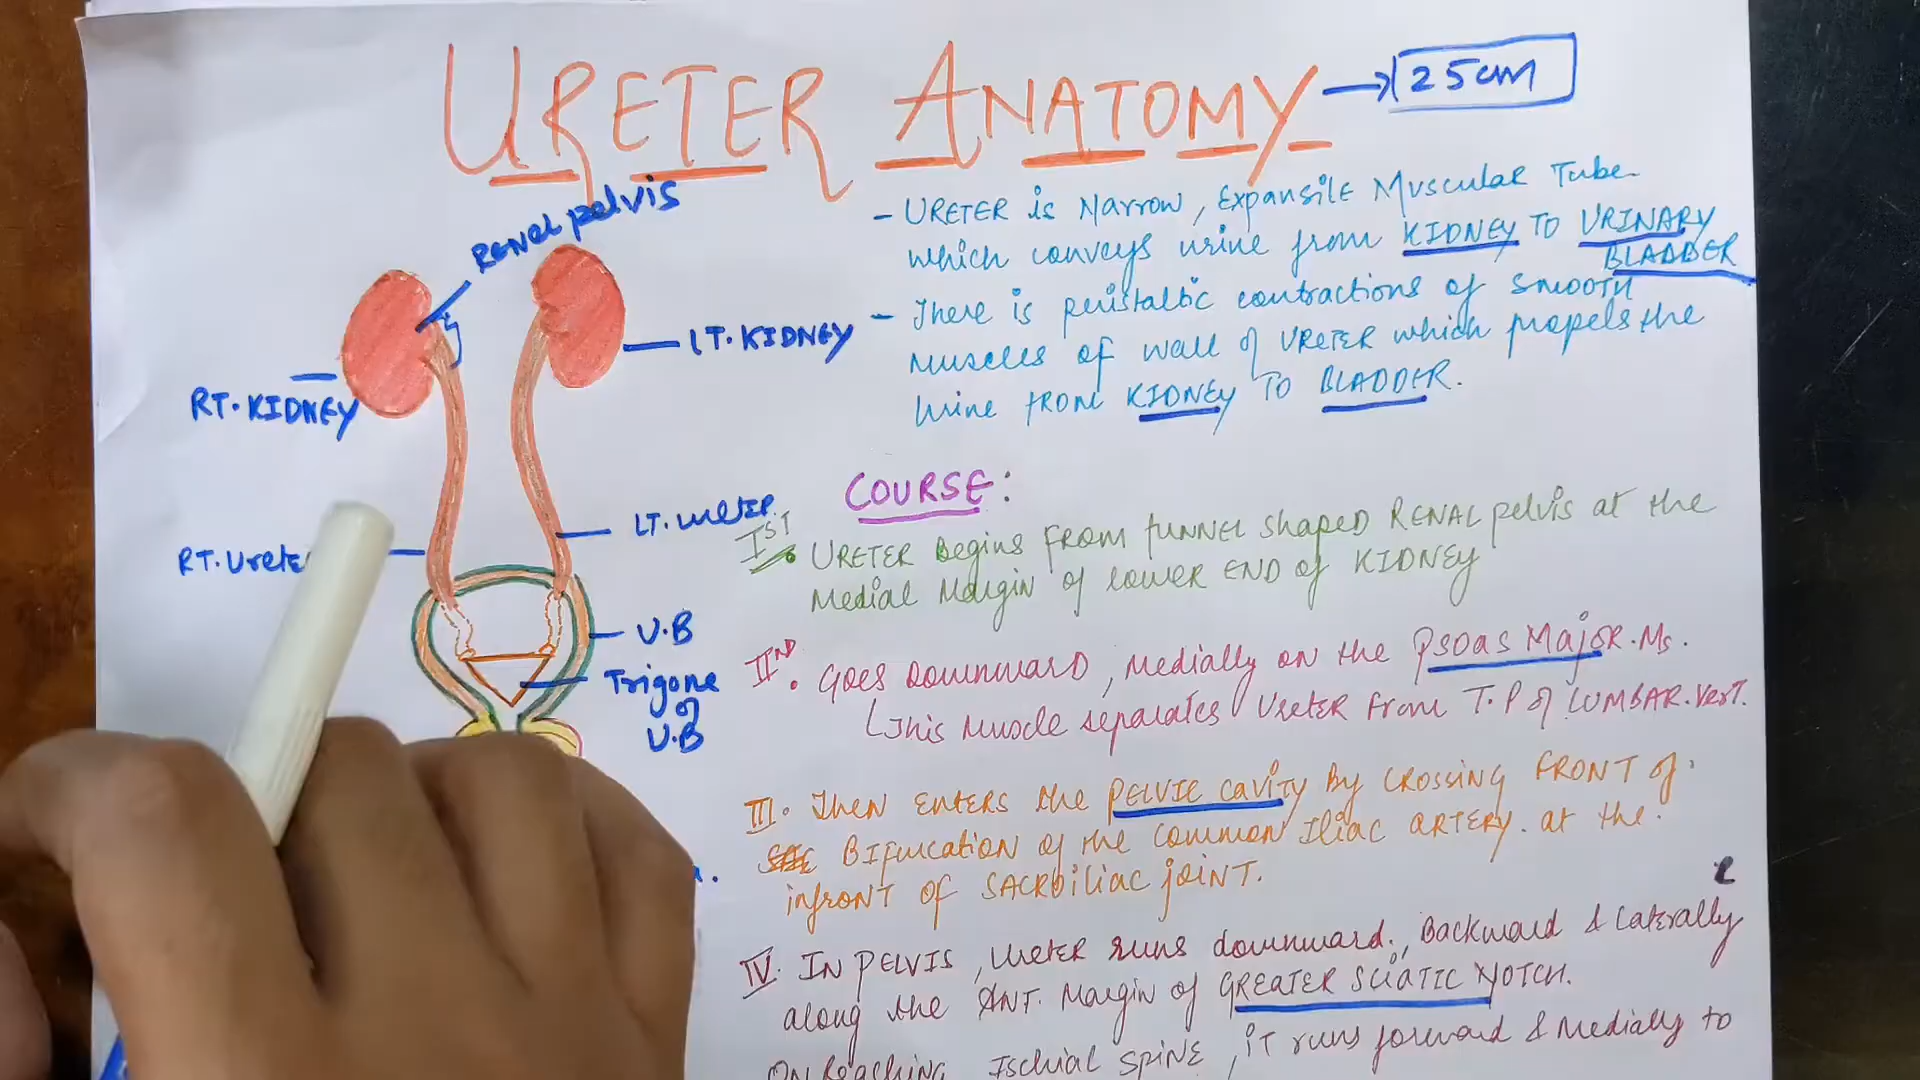 URETER ANATOMY → 25cm
Renal pelvis
LT. KIDNEY
RT. KIDNEY
LT. ureter
RT. Urete
U.B
Trigone
of
U.B
- URETER is Narrow, Expansile Muscular Tube
which conveys urine from KIDNEY TO URINARY
BLADDER
- There is peristaltic contractions of smooth
Muscles of wall of URETER which propels the
Urine from KIDNEY TO BLADDER.
COURSE:
IST. URETER Begins from funnel shaped RENAL pelvis at the
Medial Margin of lower END of KIDNEY
IIND. Goes Downward, Medially on the Psoas Major. Ms.
(This Muscle separates Ureter from T.P of LUMBAR. Vert.
III. Then enters the PELVIC cavity By crossing FRONT of
Bifurcation of the common Iliac ARTERY. at the.
infront of SACROiliac joint.
IV. IN PELVIS, Ureter runs downward., Backward & Laterally
along the ANT. Margin of GREATER SCIATIC NOTCH.
ON Reaching Ischial SPINE, iT runs forward & Medially to